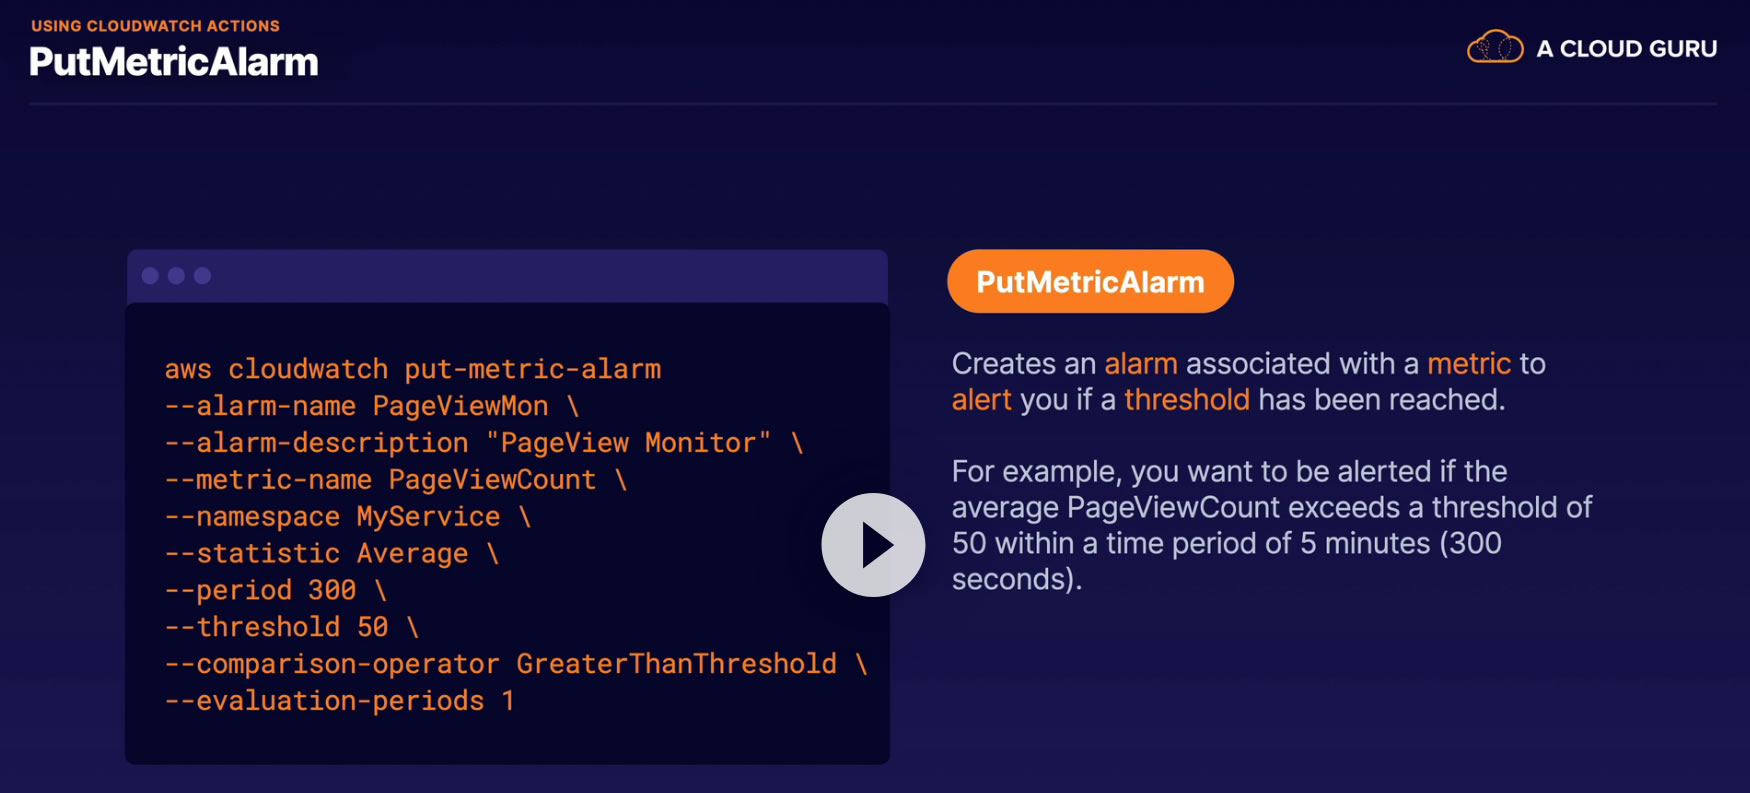 USING CLOUDWATCH ACTIONS
PutMetricAlarm
A CLOUD GURU
aws cloudwatch put-metric-alarm
--alarm-name PageViewMon \
--alarm-description "PageView Monitor" \
--metric-name PageViewCount \
--namespace MyService \
--statistic Average \
--period 300 \
--threshold 50 \
--comparison-operator GreaterThanThreshold \
--evaluation-periods 1
PutMetricAlarm
Creates an alarm associated with a metric to
alert you if a threshold has been reached.
For example, you want to be alerted if the
average PageViewCount exceeds a threshold of
50 within a time period of 5 minutes (300
seconds).